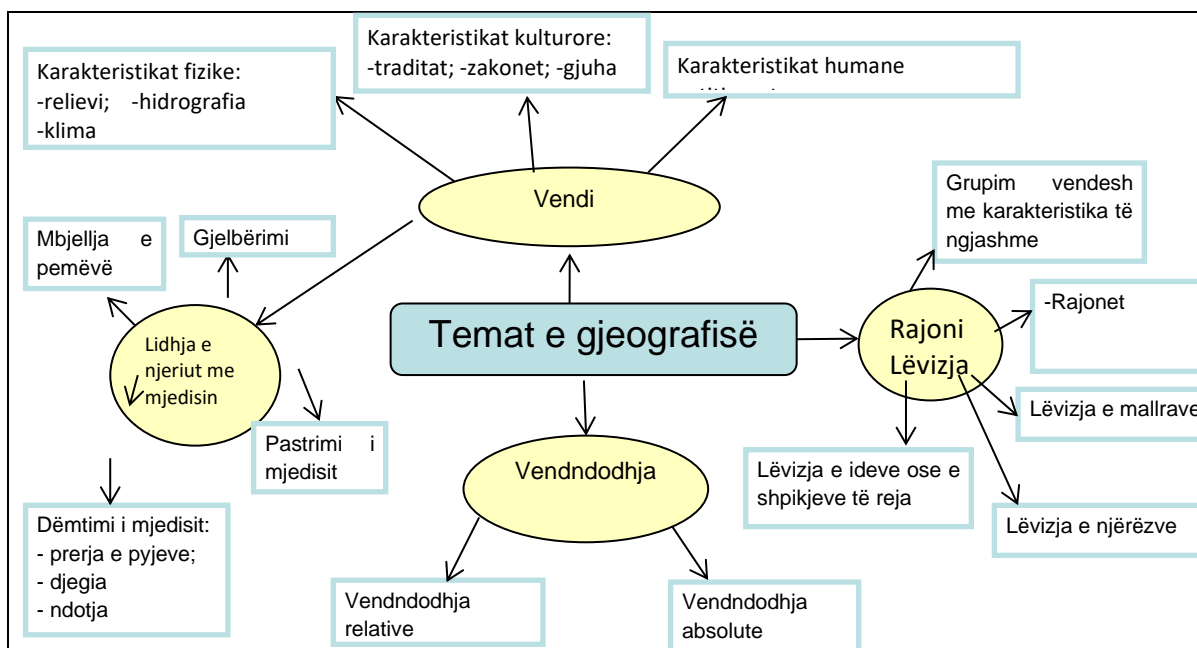 Karakteristikat fizike:
-relievi; -hidrografia
-klima
Karakteristikat kulturore:
-traditat; -zakonet; -gjuha
Karakteristikat humane
Vendi
Grupim vendesh
me karakteristika të
ngjashme
Mbjellja e
pemëvë
Gjelbërimi
Temat e gjeografisë
Rajoni
Lëvizja
-Rajonet
Lidhja e
njeriut me
mjedisin
Lëvizja e mallrave
Pastrimi i
mjedisit
Vendndodhja
Lëvizja e ideve ose e
shpikjeve të reja
Lëvizja e njërëzve
Dëmtimi i mjedisit:
- prerja e pyjeve;
- djegia
- ndotja
Vendndodhja
relative
Vendndodhja
absolute